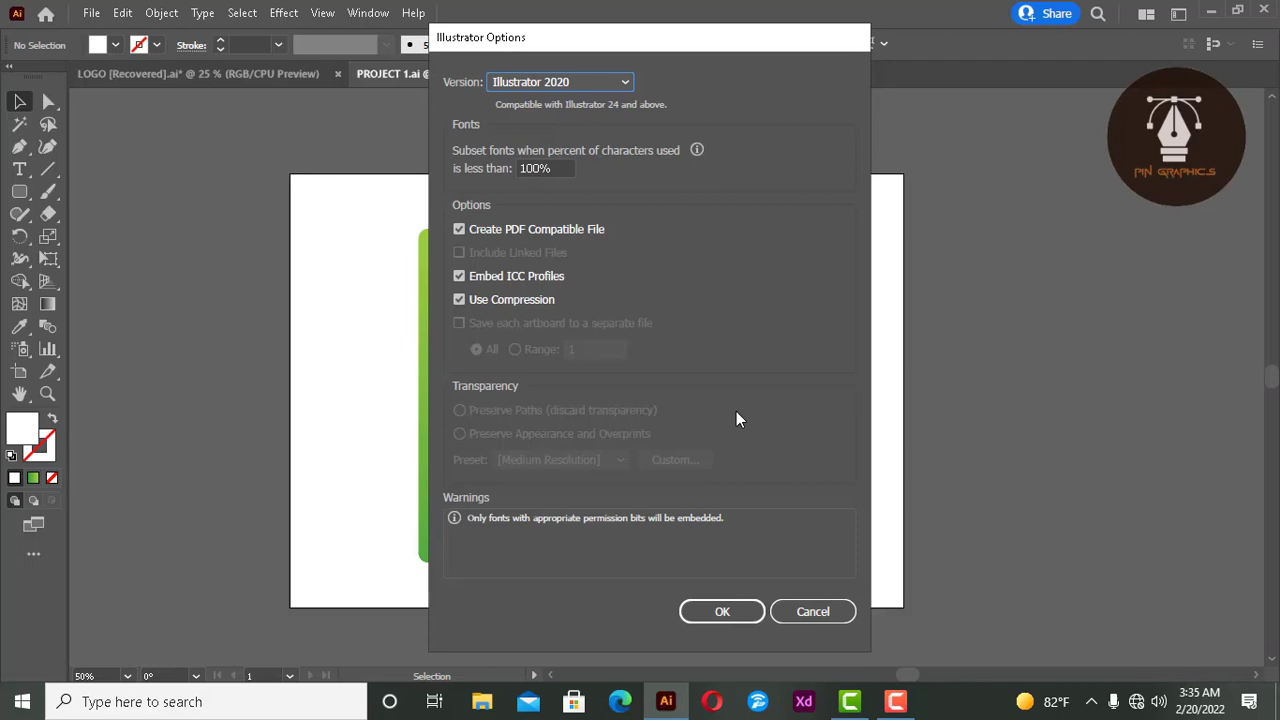 Ai File Edit Object Type Select Effect View Window Help
Share
Illustrator Options
No Selection
Stroke:
5
LOGO [Recovered].ai* @ 25 % (RGB/CPU Preview) ×
PROJECT 1.ai @
Version: Illustrator 2020
Compatible with Illustrator 24 and above.
Fonts
Subset fonts when percent of characters used
is less than: 100%
Options
Create PDF Compatible File
Include Linked Files
Embed ICC Profiles
Use Compression
Save each artboard to a separate file
All Range: 1
Transparency
Preserve Paths (discard transparency)
Preserve Appearance and Overprints
Preset: [Medium Resolution] Custom...
Warnings
Only fonts with appropriate permission bits will be embedded.
OK Cancel
PIN GRAPHICS
50% 0° 1 Selection
Type here to search
Ai
Xd
82°F
3:35 AM
2/20/2022